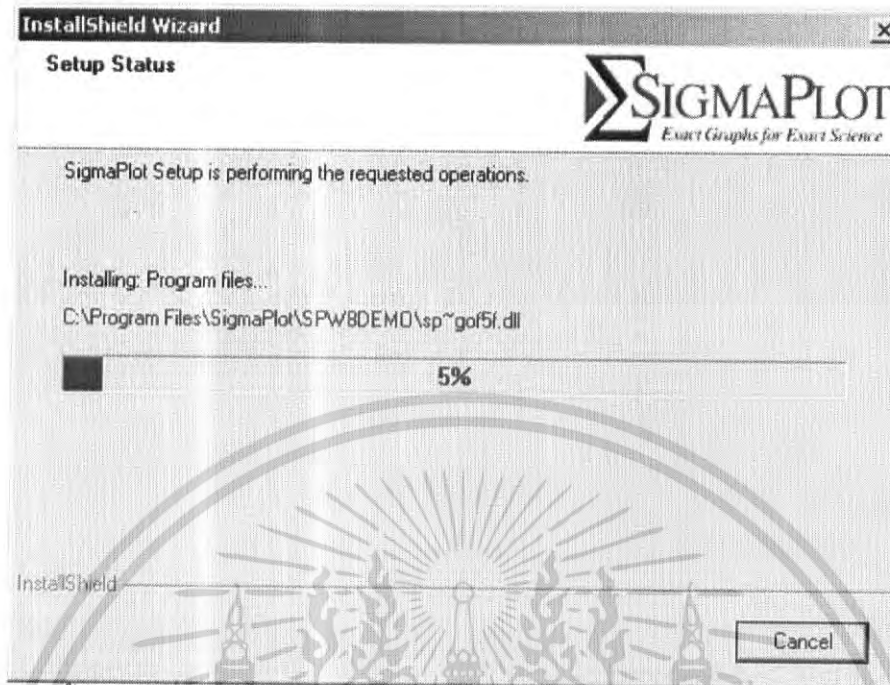 InstallShield Wizard
Setup Status
SIGMAPLOT
Exact Graphs for Exact Science
SigmaPlot Setup is performing the requested operations.
Installing: Program files...
C:\Program Files\SigmaPlot\SPW8DEMO\sp~gof5f.dll
5%
InstallShield
Cancel